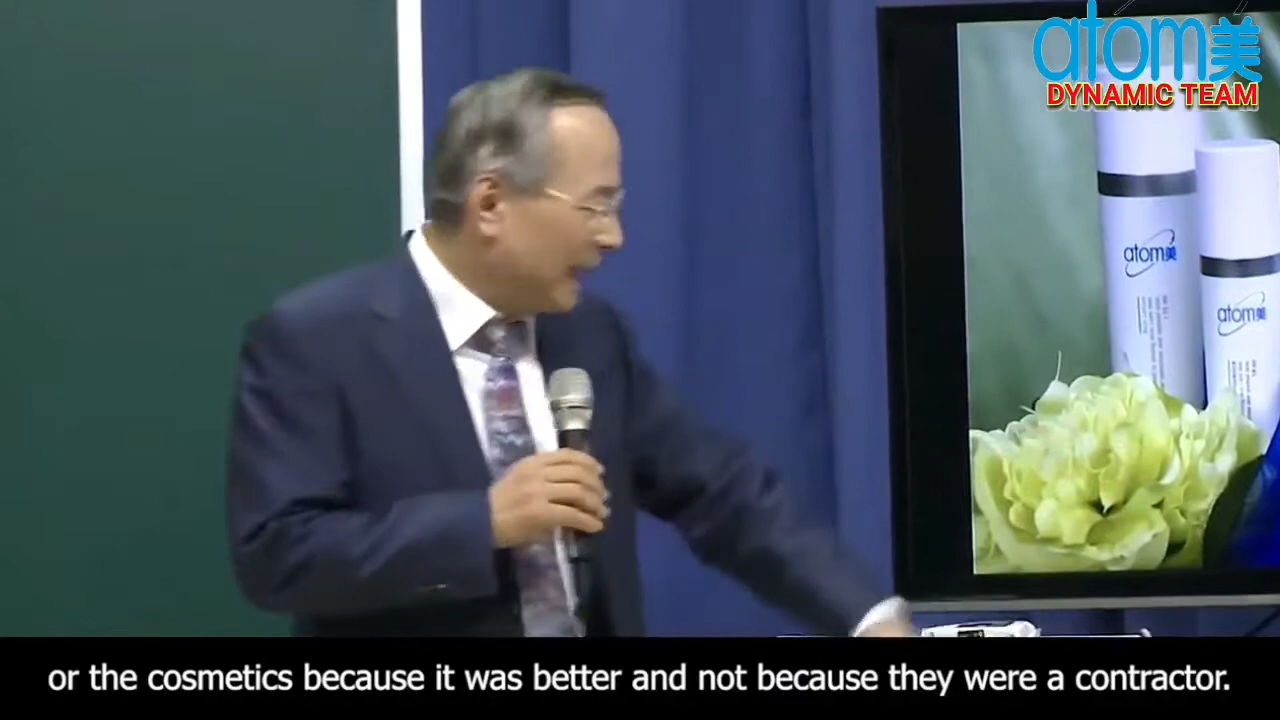 atom美
DYNAMIC TEAM
atom美
atom美
or the cosmetics because it was better and not because they were a contractor.